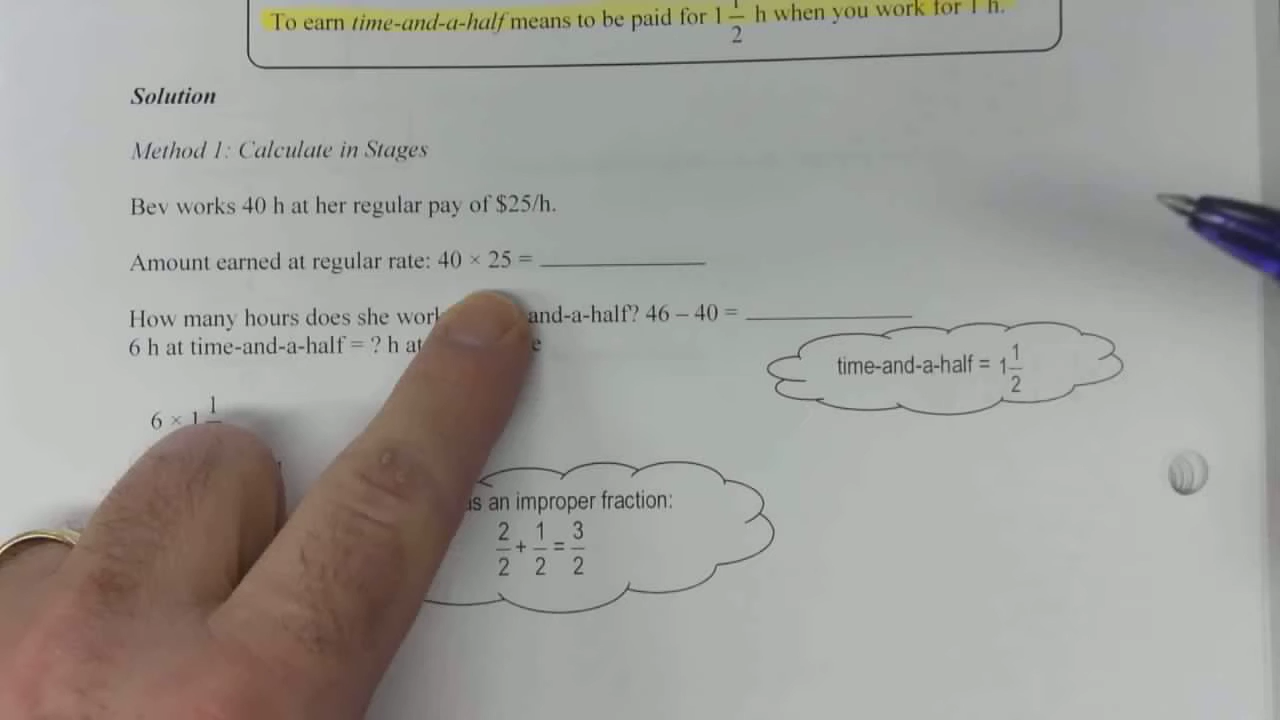 To earn time-and-a-half means to be paid for 1 1/2 h when you work for 1 h.
Solution
Method 1: Calculate in Stages
Bev works 40 h at her regular pay of $25/h.
Amount earned at regular rate: 40 × 25 = ____________
How many hours does she work and-a-half? 46 – 40 = ____________
6 h at time-and-a-half = ? h at
time-and-a-half = 1 1/2
6 × 1
as an improper fraction:
2/2 + 1/2 = 3/2